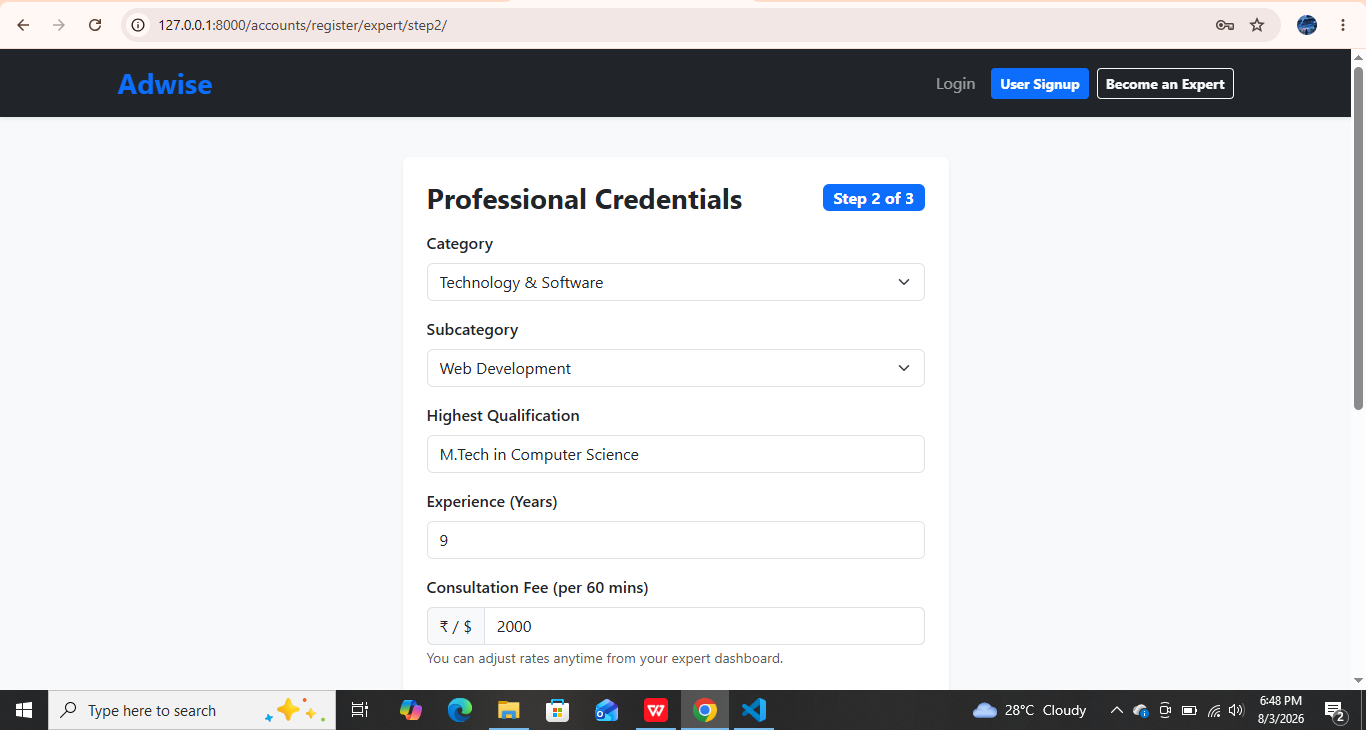 127.0.0.1:8000/accounts/register/expert/step2/
Adwise
Login
User Signup
Become an Expert
Professional Credentials
Step 2 of 3
Category
Technology & Software
Subcategory
Web Development
Highest Qualification
M.Tech in Computer Science
Experience (Years)
9
Consultation Fee (per 60 mins)
₹ / $
2000
You can adjust rates anytime from your expert dashboard.
Type here to search
28°C Cloudy
6:48 PM
8/3/2026
2